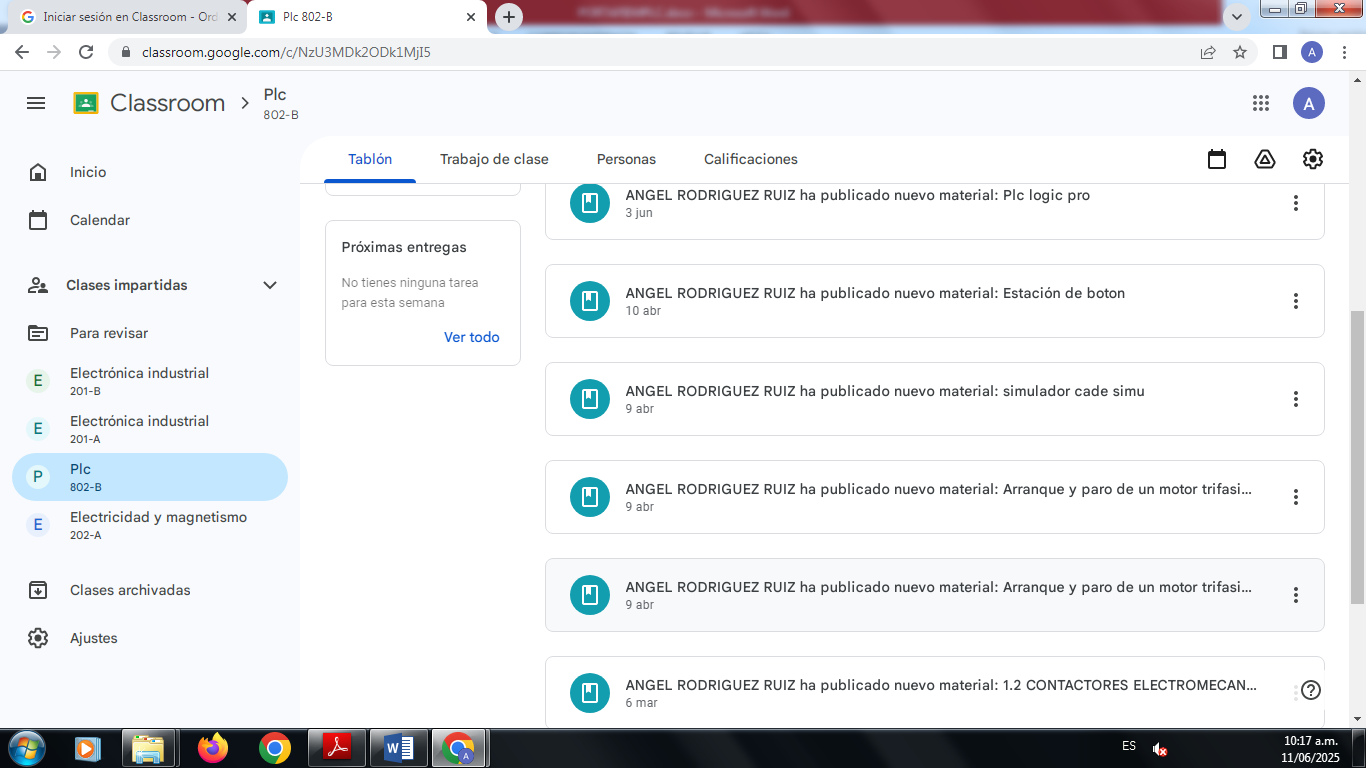 Iniciar sesión en Classroom - Ord
Plc 802-B
classroom.google.com/c/NzU3MDk2ODk1MjI5
A
Classroom
Plc
802-B
A
Tablón
Trabajo de clase
Personas
Calificaciones
Inicio
Calendar
Clases impartidas
Para revisar
E
Electrónica industrial
201-B
E
Electrónica industrial
201-A
P
Plc
802-B
E
Electricidad y magnetismo
202-A
Clases archivadas
Ajustes
Próximas entregas
No tienes ninguna tarea
para esta semana
Ver todo
ANGEL RODRIGUEZ RUIZ ha publicado nuevo material: Plc logic pro
3 jun
ANGEL RODRIGUEZ RUIZ ha publicado nuevo material: Estación de boton
10 abr
ANGEL RODRIGUEZ RUIZ ha publicado nuevo material: simulador cade simu
9 abr
ANGEL RODRIGUEZ RUIZ ha publicado nuevo material: Arranque y paro de un motor trifasi...
9 abr
ANGEL RODRIGUEZ RUIZ ha publicado nuevo material: Arranque y paro de un motor trifasi...
9 abr
ANGEL RODRIGUEZ RUIZ ha publicado nuevo material: 1.2 CONTACTORES ELECTROMECAN...
6 mar
A
ES
10:17 a.m.
11/06/2025